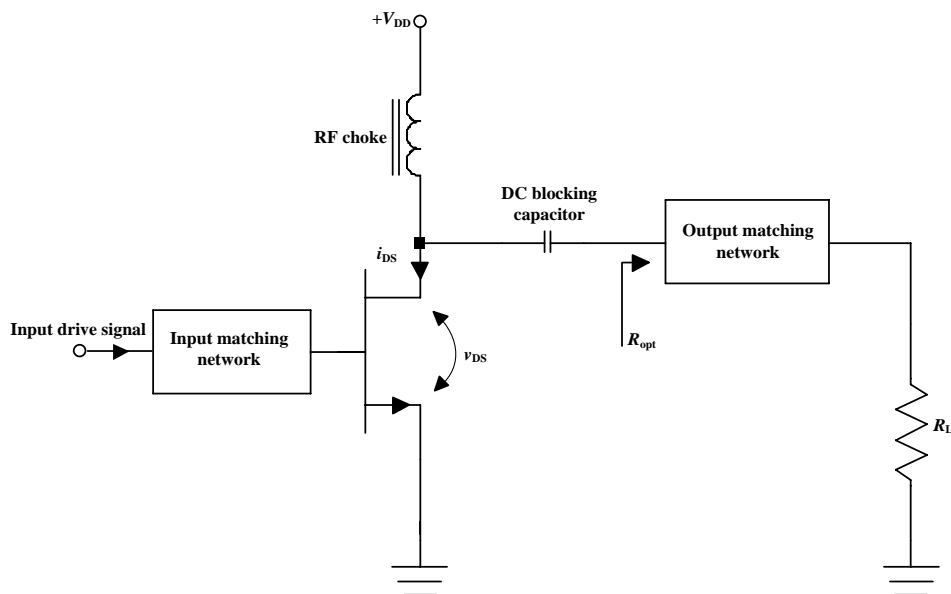 +VDD
RF choke
DC blocking
capacitor
Output matching
network
iDS
Input drive signal
Input matching
network
vDS
Ropt
RL